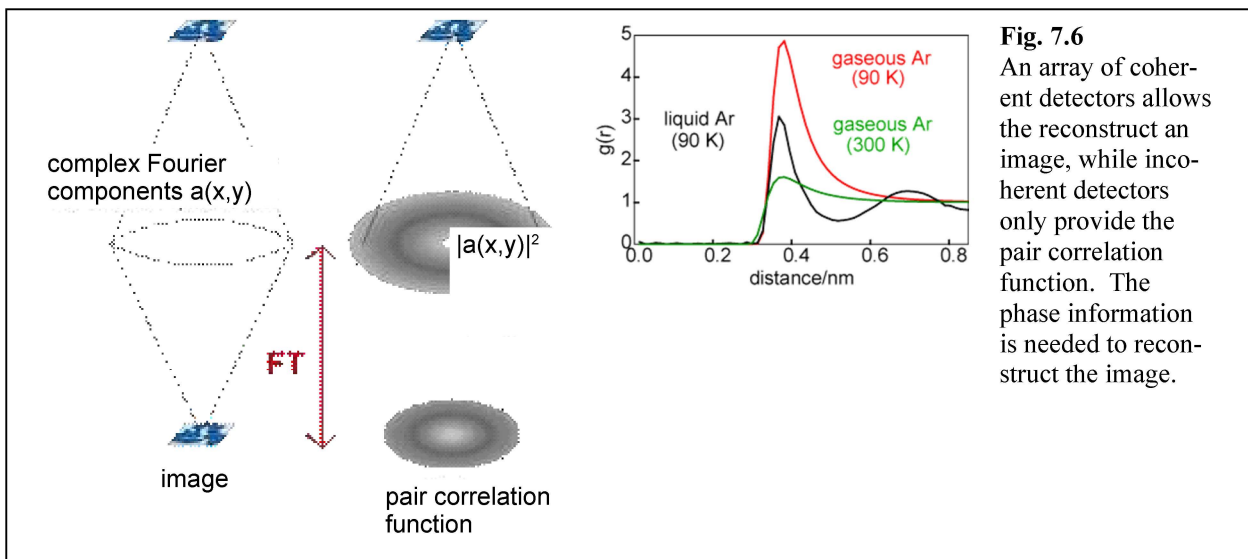 complex Fourier
components a(x,y)
|a(x,y)|²
FT
image
pair correlation
function
5
4
3
2
1
0
g(r)
gaseous Ar
(90 K)
liquid Ar
(90 K)
gaseous Ar
(300 K)
0.0 0.2 0.4 0.6 0.8
distance/nm
Fig. 7.6
An array of coher-
ent detectors allows
the reconstruct an
image, while inco-
herent detectors
only provide the
pair correlation
function. The
phase information
is needed to recon-
struct the image.